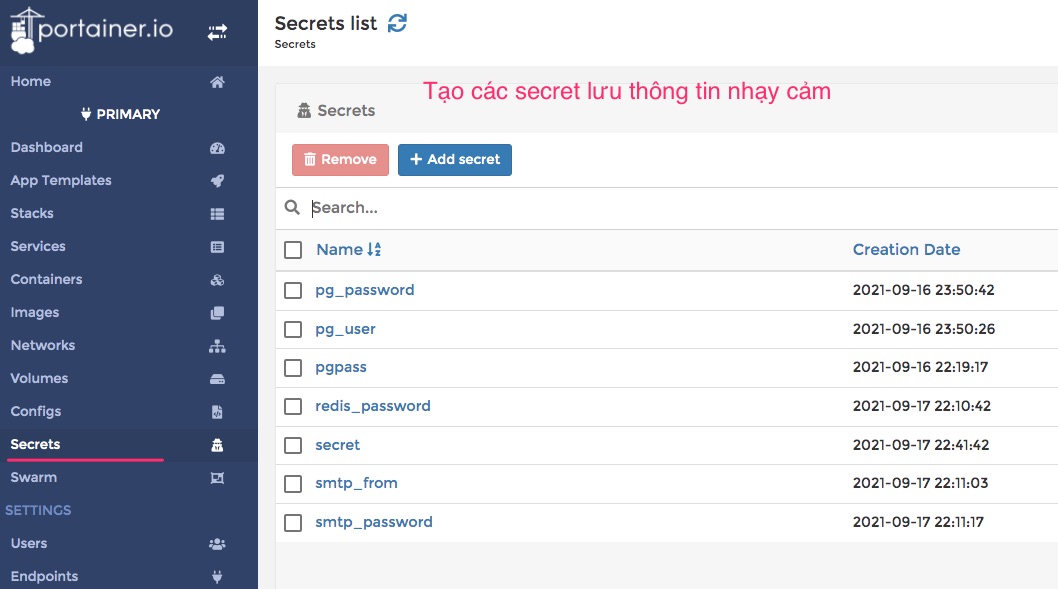 portainer.io
Home
PRIMARY
Dashboard
App Templates
Stacks
Services
Containers
Images
Networks
Volumes
Configs
Secrets
Swarm
SETTINGS
Users
Endpoints
Secrets list
Secrets
Tạo các secret lưu thông tin nhạy cảm
Secrets
Remove
Add secret
Search...
Name Creation Date
pg_password 2021-09-16 23:50:42
pg_user 2021-09-16 23:50:26
pgpass 2021-09-16 22:19:17
redis_password 2021-09-17 22:10:42
secret 2021-09-17 22:41:42
smtp_from 2021-09-17 22:11:03
smtp_password 2021-09-17 22:11:17